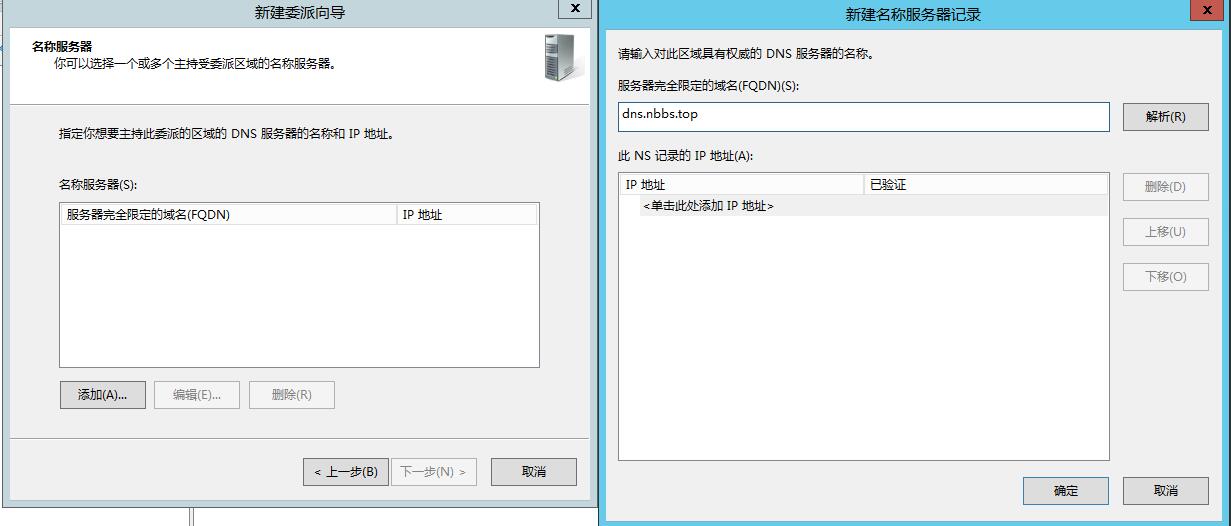 新建委派向导
x
名称服务器
你可以选择一个或多个主持受委派区域的名称服务器。
指定你想要主持此委派的区域的 DNS 服务器的名称和 IP 地址。
名称服务器(S):
服务器完全限定的域名(FQDN) IP 地址
添加(A)... 编辑(E)... 删除(R)
< 上一步(B) 下一步(N) > 取消
新建名称服务器记录
x
请输入对此区域具有权威的 DNS 服务器的名称。
服务器完全限定的域名(FQDN)(S):
dns.nbbs.top 解析(R)
此 NS 记录的 IP 地址(A):
IP 地址 已验证 删除(D)
<单击此处添加 IP 地址>
上移(U)
下移(O)
确定 取消